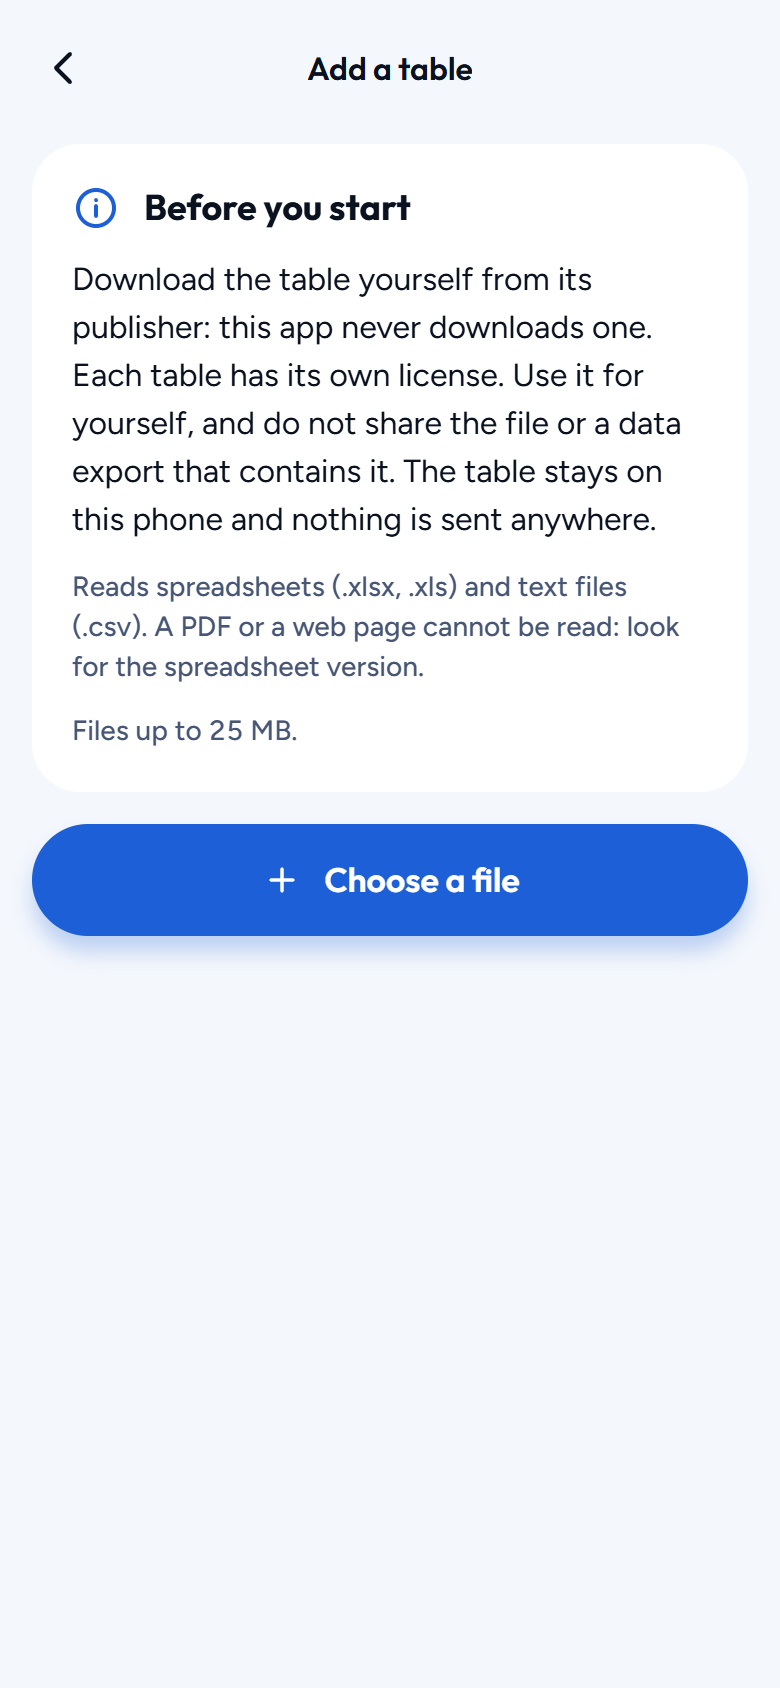 Add a table
Before you start
Download the table yourself from its
publisher: this app never downloads one.
Each table has its own license. Use it for
yourself, and do not share the file or a data
export that contains it. The table stays on
this phone and nothing is sent anywhere.
Reads spreadsheets (.xlsx, .xls) and text files
(.csv). A PDF or a web page cannot be read: look
for the spreadsheet version.
Files up to 25 MB.
Choose a file